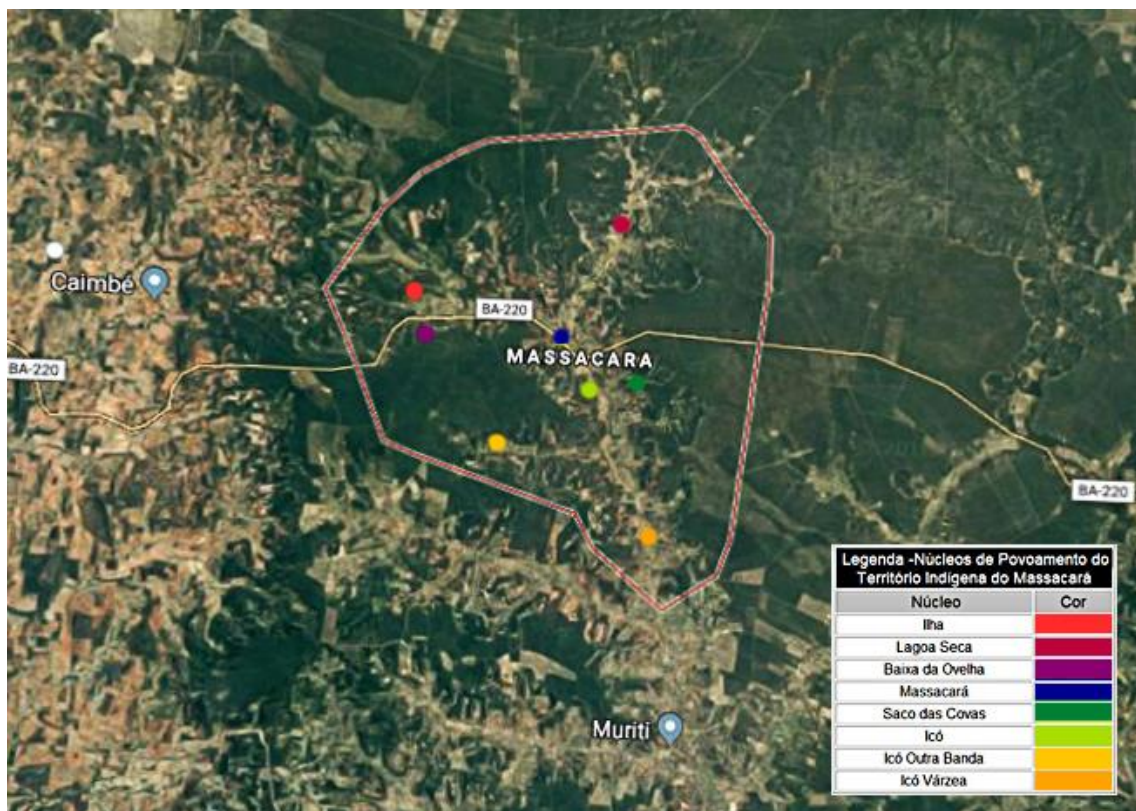 Caimbé
BA-220
MASSACARA
BA-220
BA-220
Muriti
Legenda -Núcleos de Povoamento do
Território Indígena do Massacará
Núcleo Cor
Ilha
Lagoa Seca
Baixa da Ovelha
Massacará
Saco das Covas
Icó
Icó Outra Banda
Icó Várzea